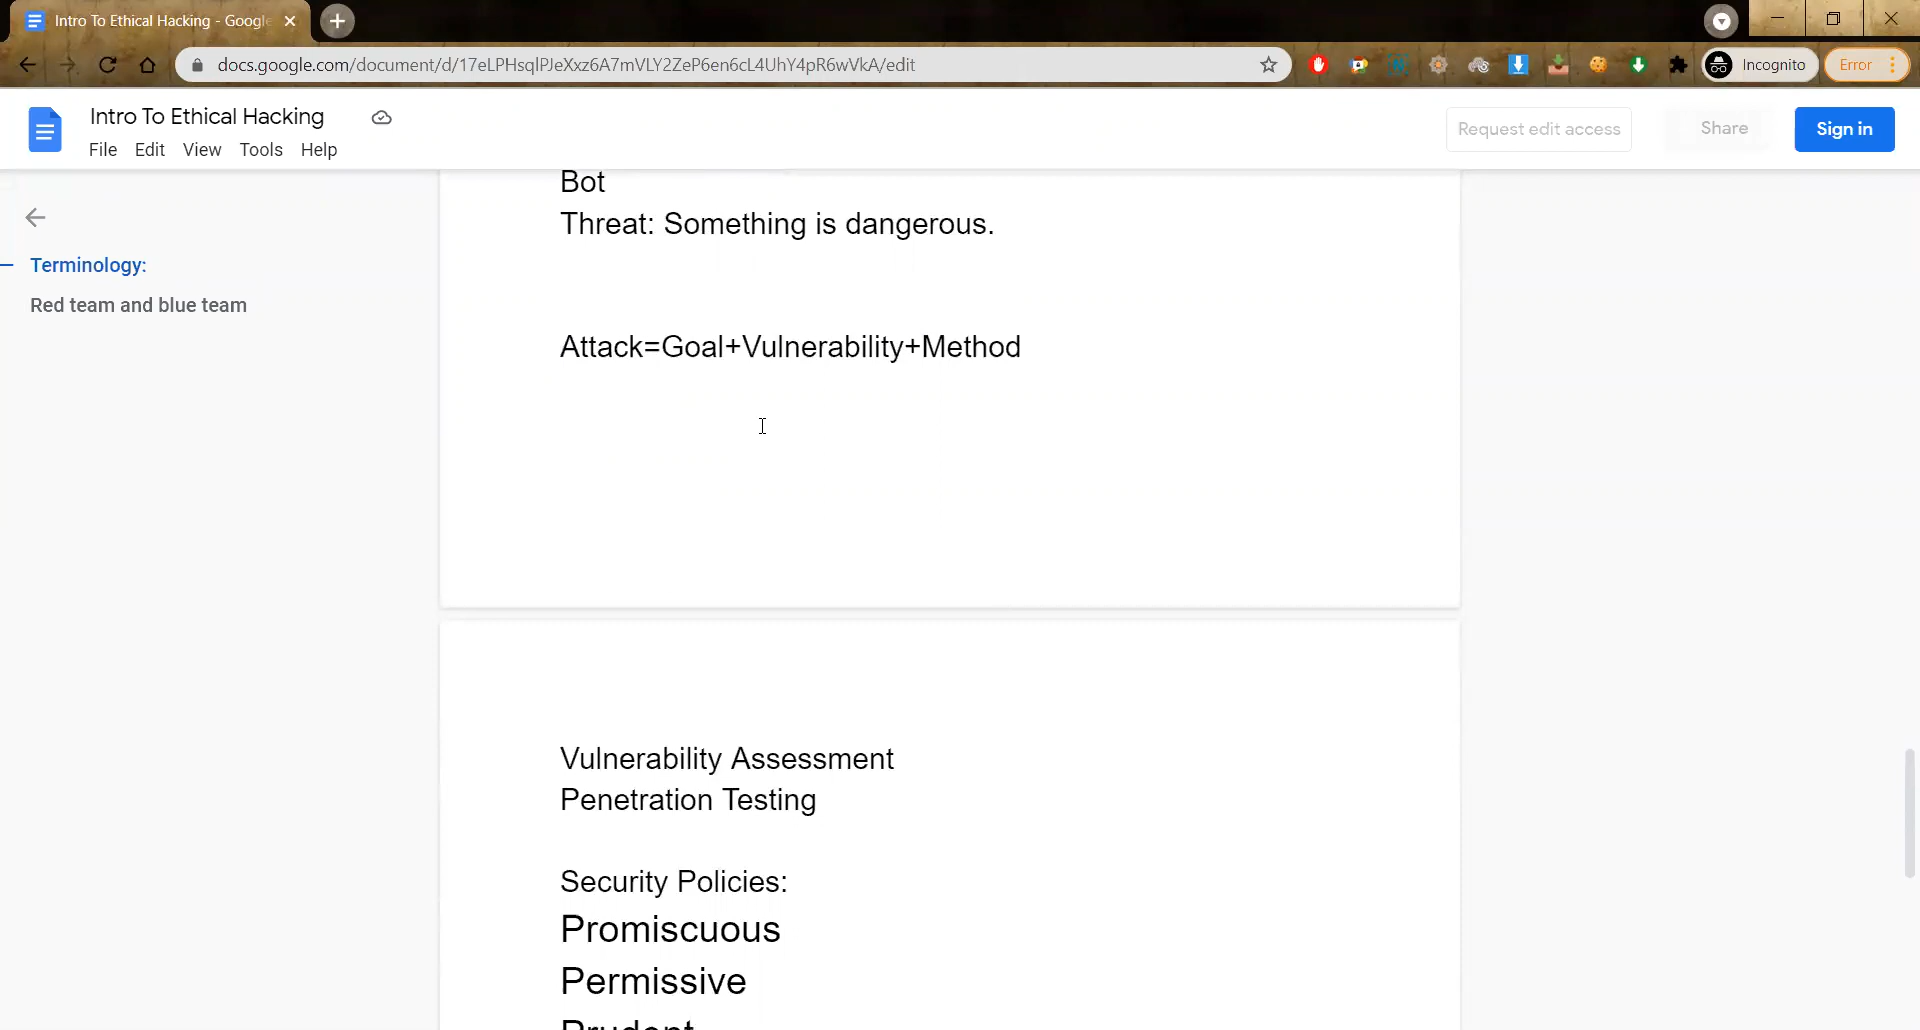 Intro To Ethical Hacking - Google
docs.google.com/document/d/17eLPHsqlPJeXxz6A7mVLY2ZeP6en6cL4UhY4pR6wVkA/edit
Incognito
Error
Intro To Ethical Hacking
File Edit View Tools Help
Request edit access
Share
Sign in
Terminology:
Red team and blue team
Bot
Threat: Something is dangerous.
Attack=Goal+Vulnerability+Method
Vulnerability Assessment
Penetration Testing
Security Policies:
Promiscuous
Permissive
Prudent